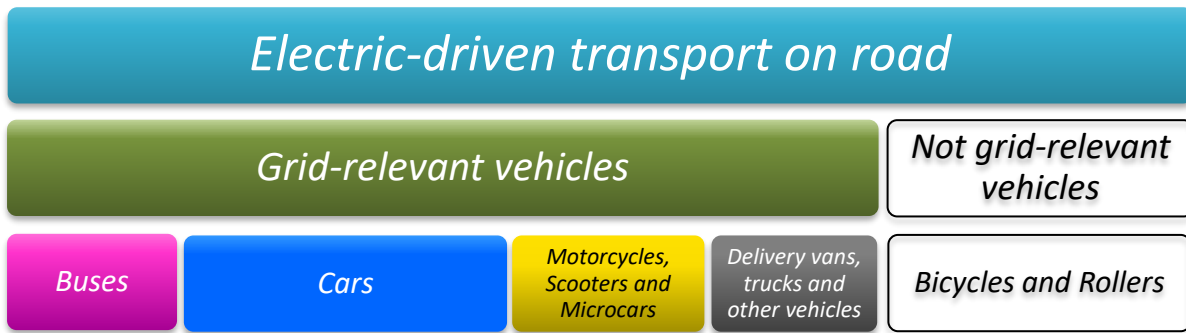 Electric-driven transport on road
Grid-relevant vehicles
Not grid-relevant
vehicles
Buses
Cars
Motorcycles,
Scooters and
Microcars
Delivery vans,
trucks and
other vehicles
Bicycles and Rollers